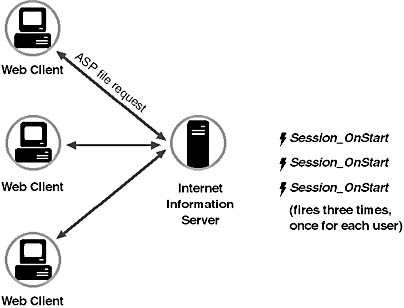 Web Client
ASP file request
Web Client
Internet
Information
Server
Web Client
Session_OnStart
Session_OnStart
Session_OnStart
(fires three times,
once for each user)